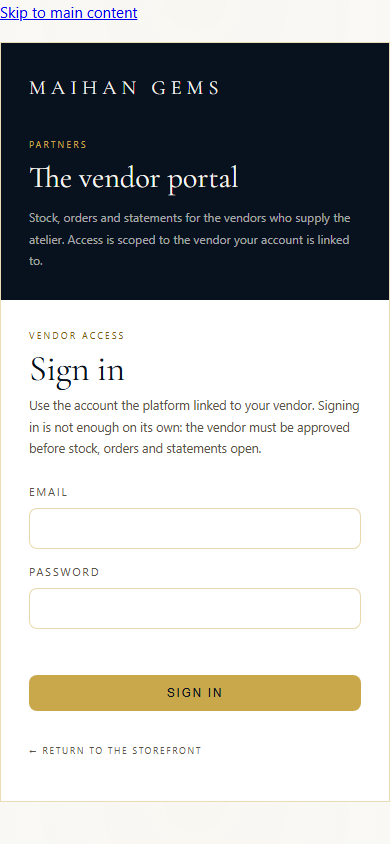 Skip to main content
MAIHAN GEMS
PARTNERS
The vendor portal
Stock, orders and statements for the vendors who supply the
atelier. Access is scoped to the vendor your account is linked
to.
VENDOR ACCESS
Sign in
Use the account the platform linked to your vendor. Signing
in is not enough on its own: the vendor must be approved
before stock, orders and statements open.
EMAIL
PASSWORD
SIGN IN
← RETURN TO THE STOREFRONT